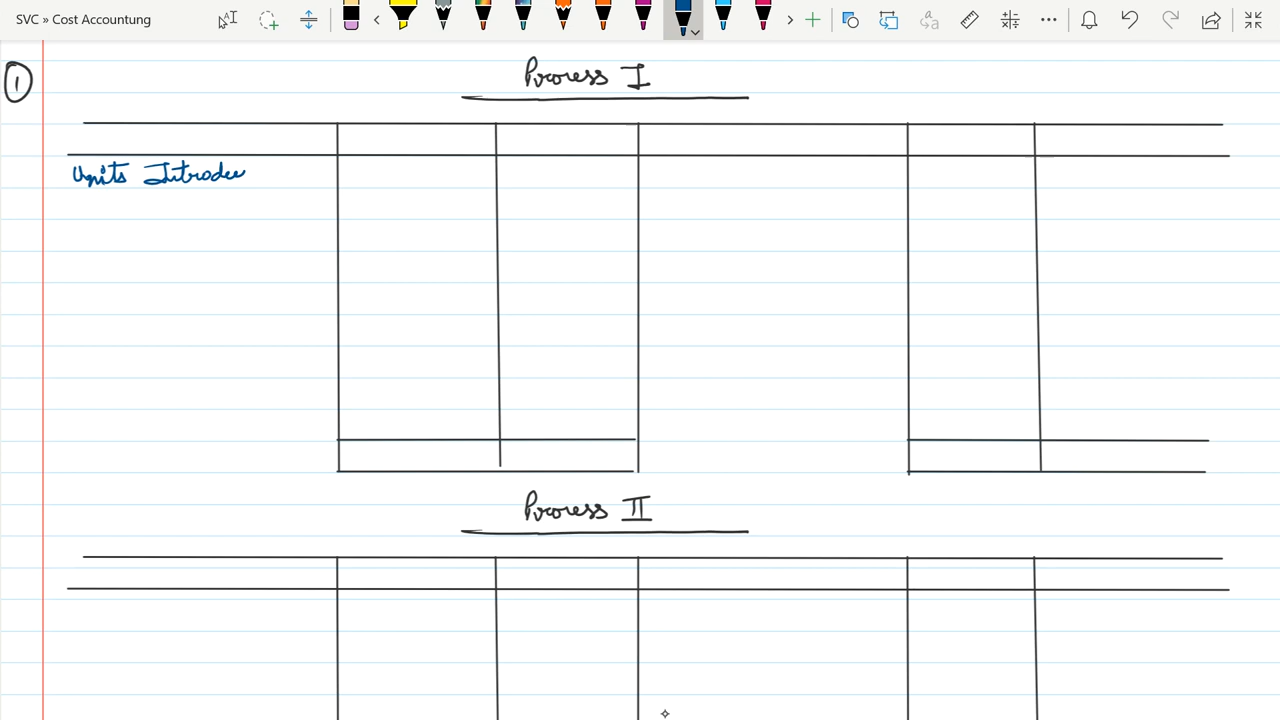 SVC » Cost Accountung
①
Process I
Units Introduce
Process II